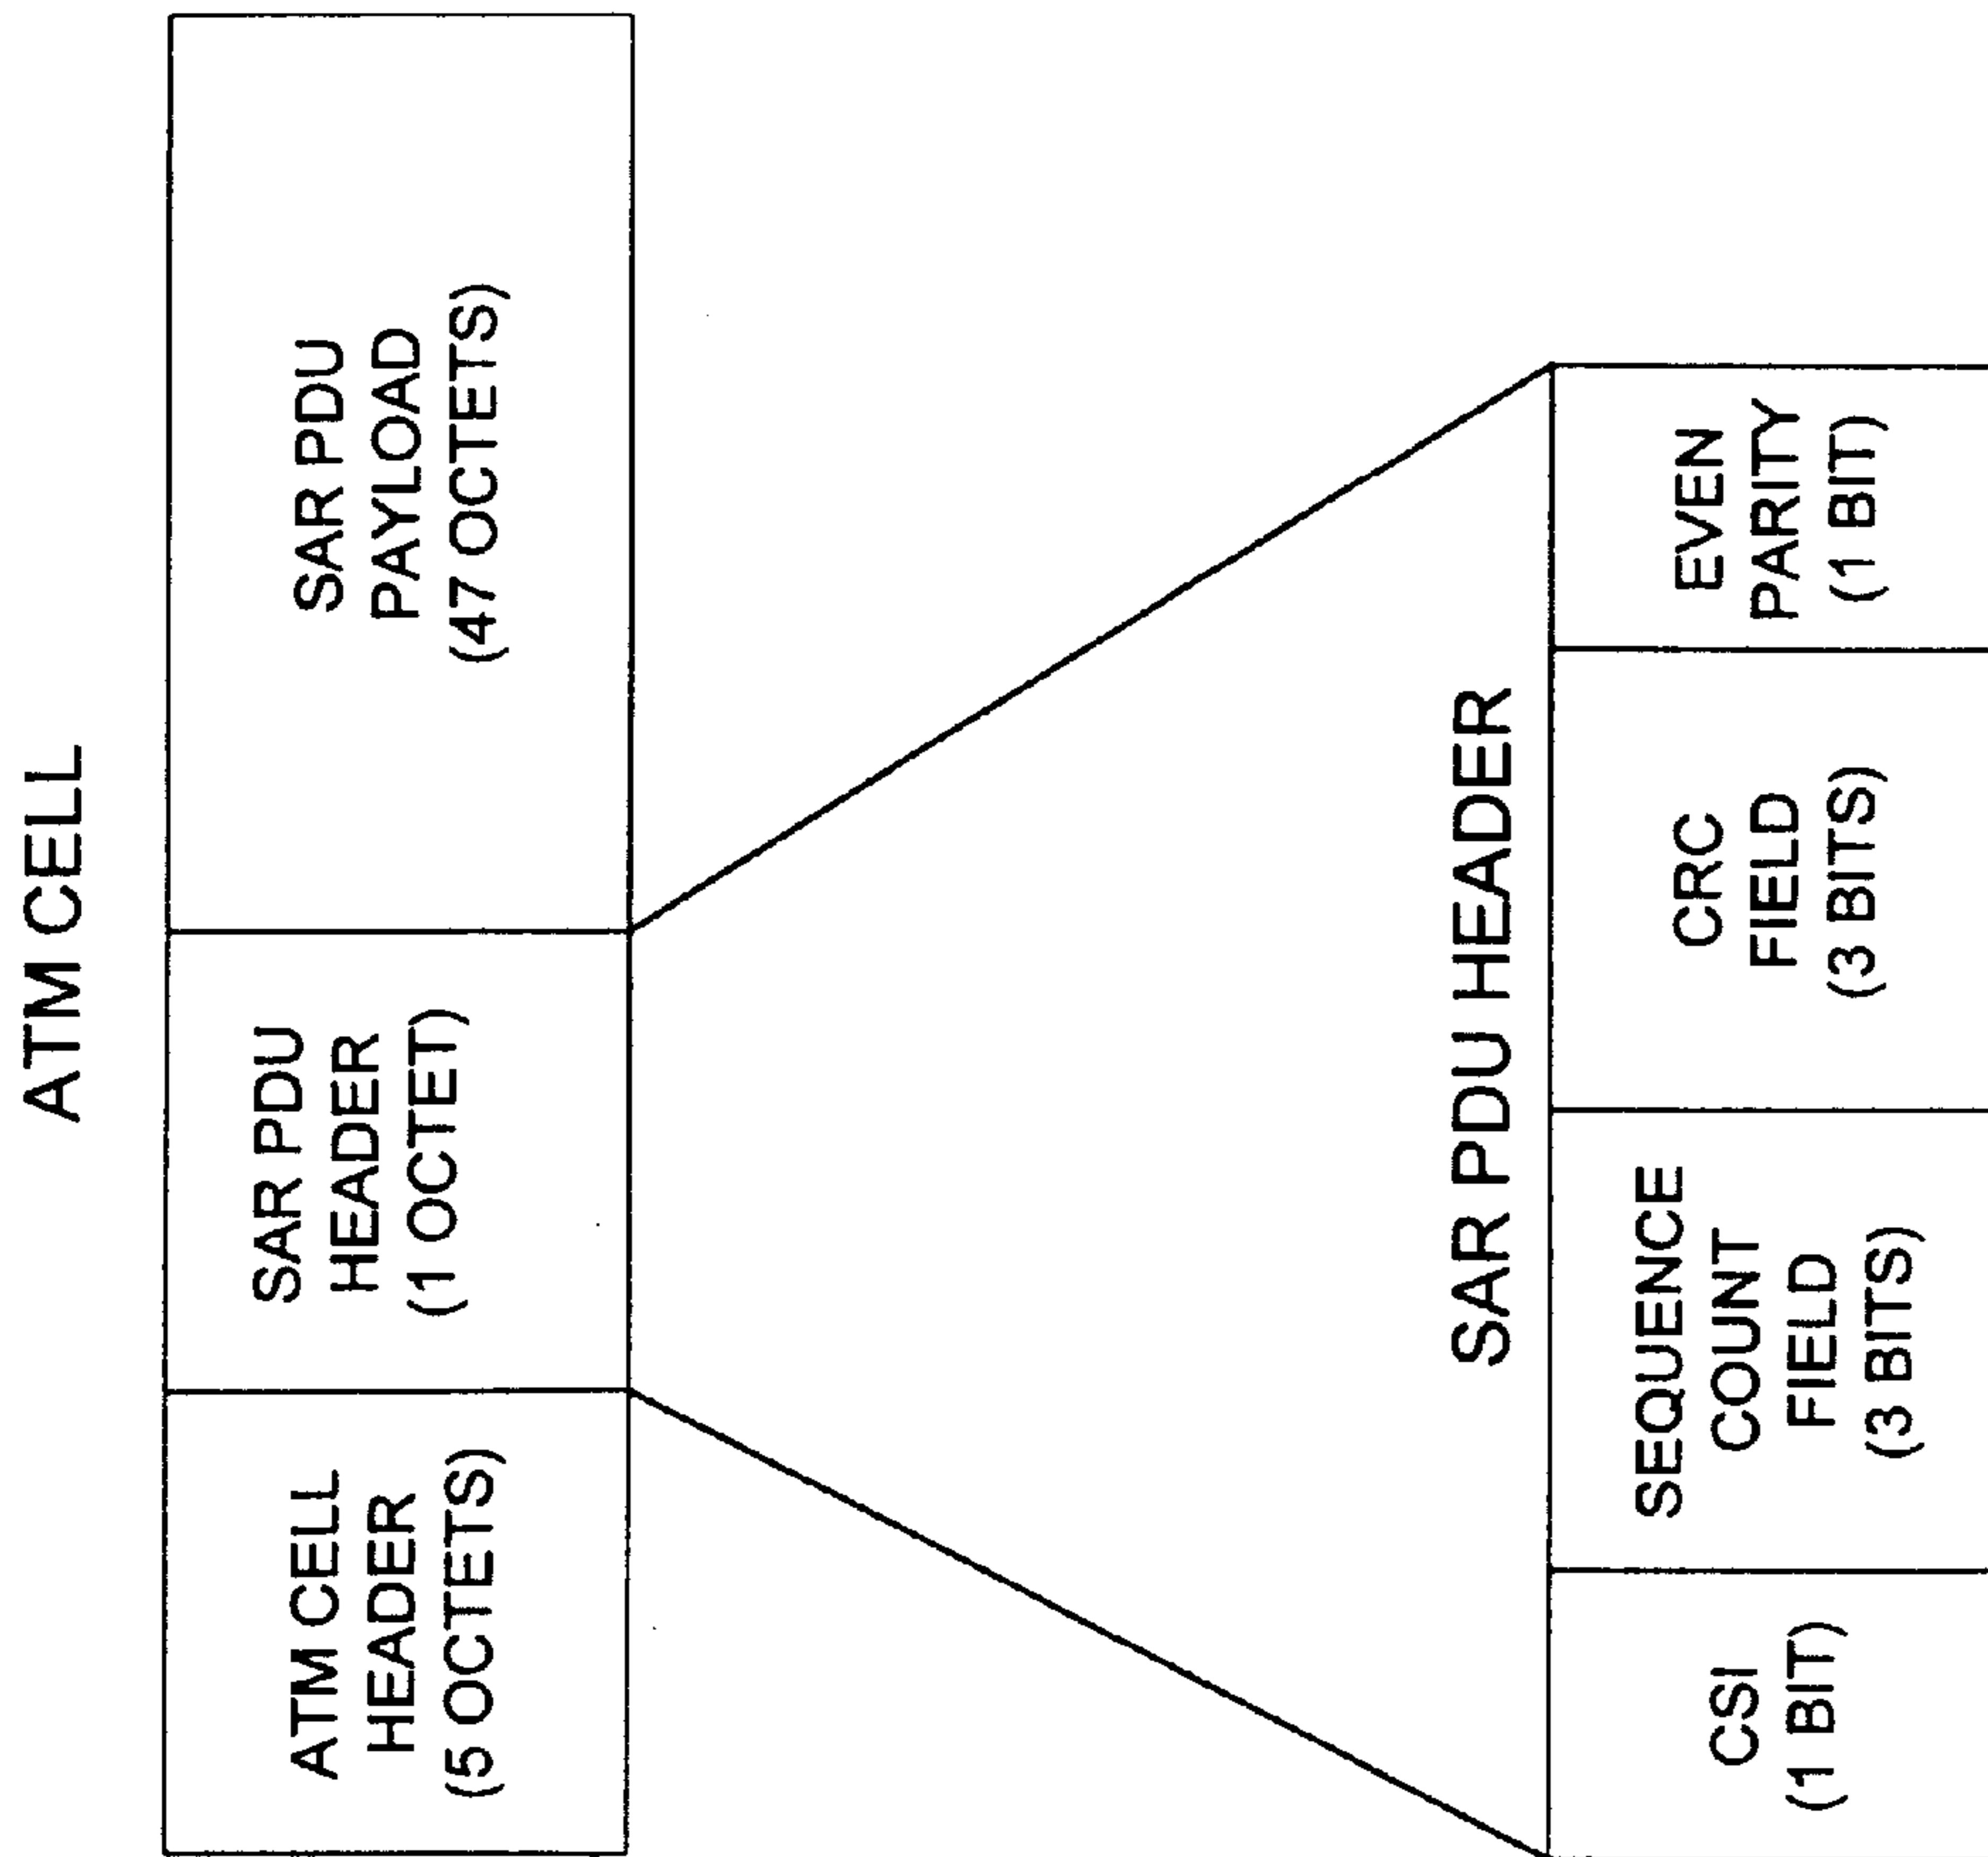 ATM CELL
ATM CELL
HEADER
(5 OCTETS)
SAR PDU
HEADER
(1 OCTET)
SAR PDU
PAYLOAD
(47 OCTETS)
SAR PDU HEADER
CSI
(1 BIT)
SEQUENCE
COUNT
FIELD
(3 BITS)
CRC
FIELD
(3 BITS)
EVEN
PARITY
(1 BIT)